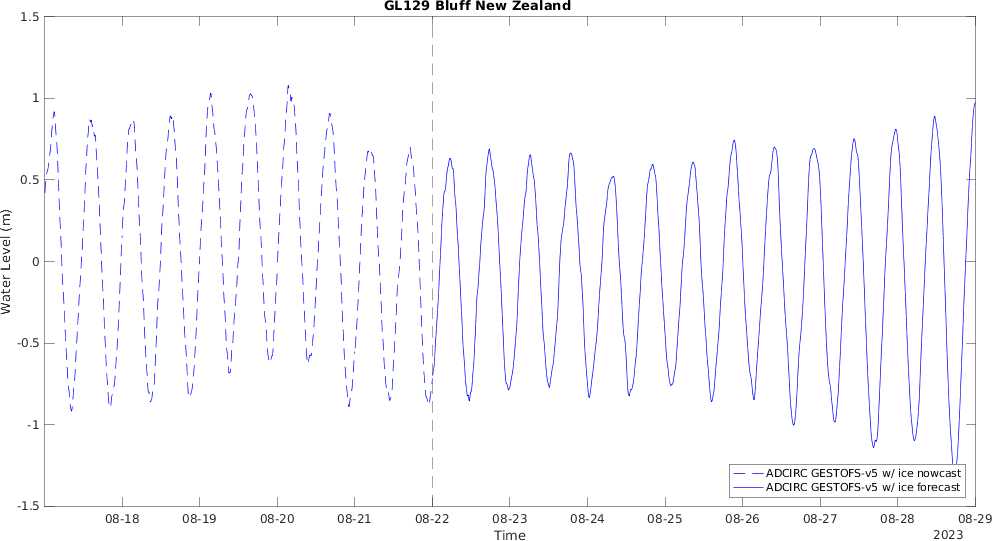 GL129 Bluff New Zealand
1.5
1
0.5
0
-0.5
-1
-1.5
Water Level (m)
ADCIRC GESTOFS-v5 w/ ice nowcast
ADCIRC GESTOFS-v5 w/ ice forecast
08-18 08-19 08-20 08-21 08-22 08-23 08-24 08-25 08-26 08-27 08-28 08-29
Time
2023